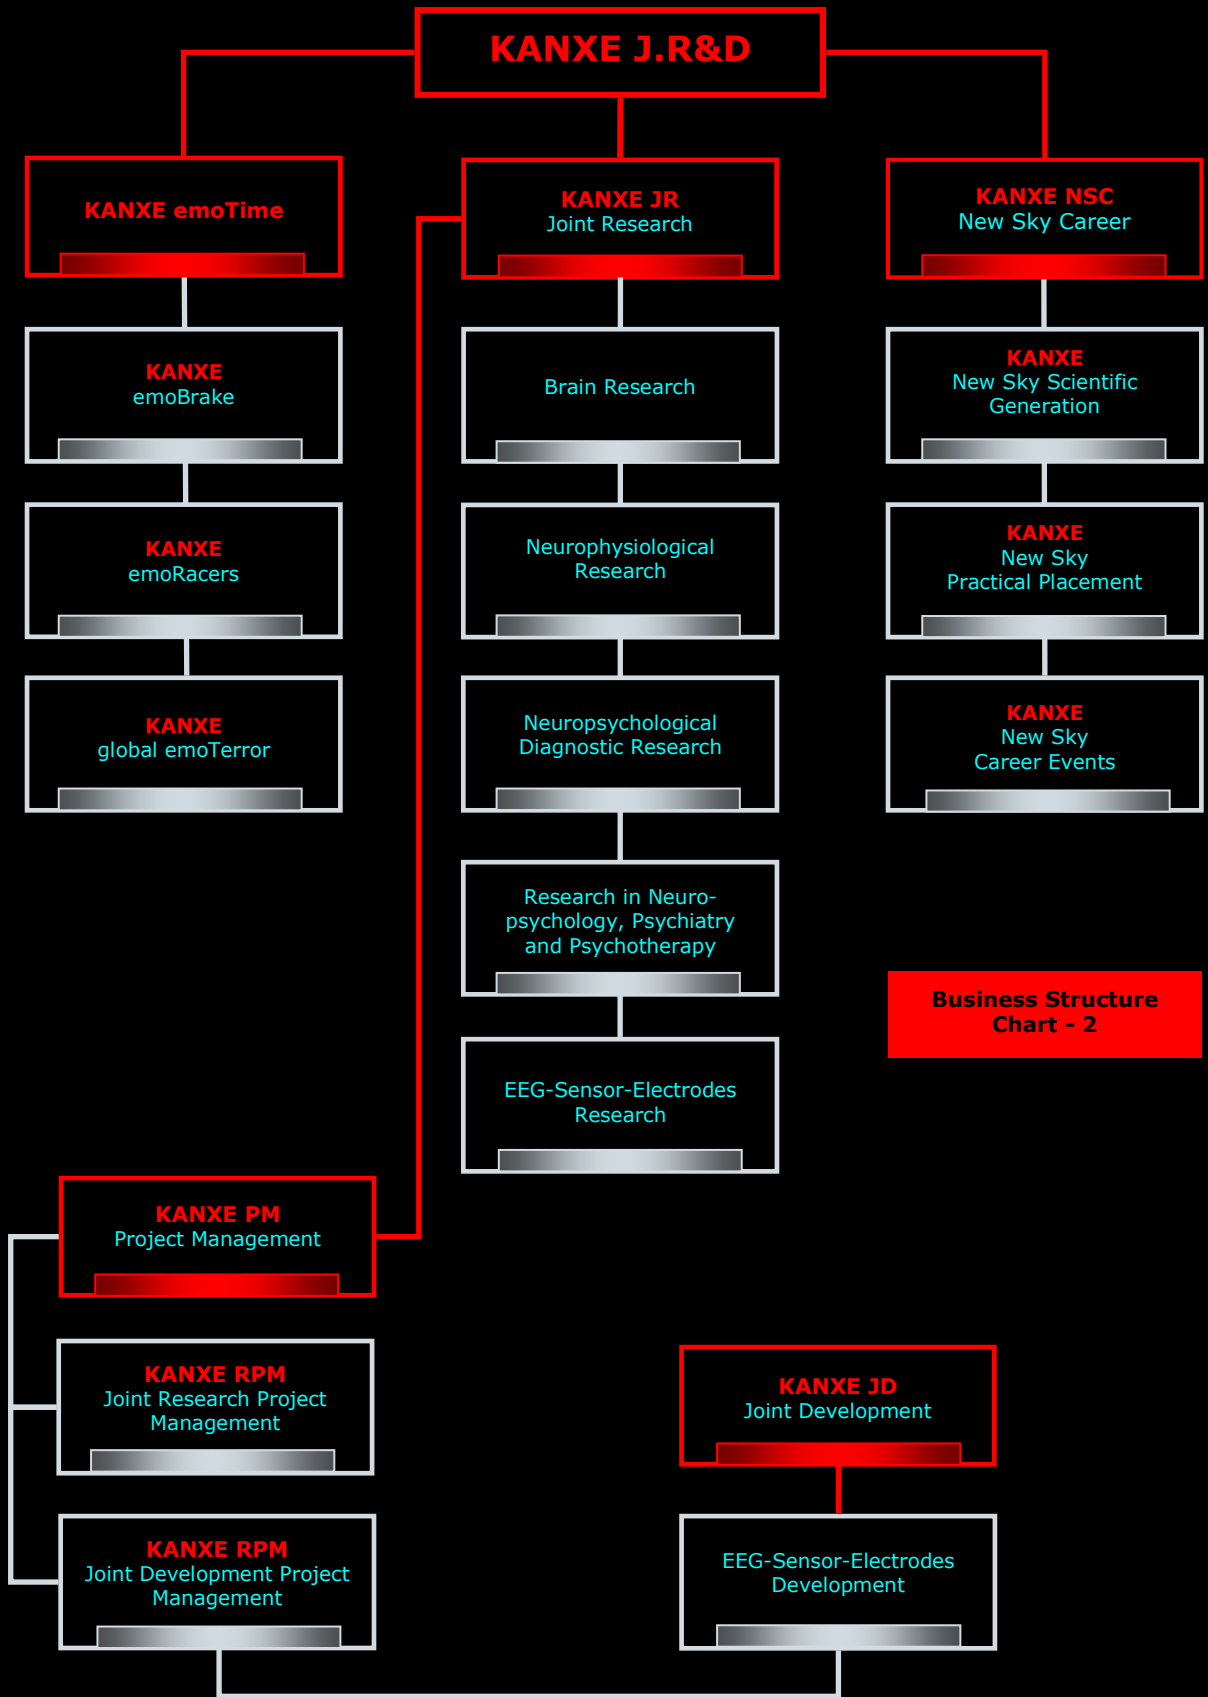 KANXE J.R&D
KANXE emoTime
KANXE
emoBrake
KANXE
emoRacers
KANXE
global emoTerror
KANXE JR
Joint Research
Brain Research
Neurophysiological
Research
Neuropsychological
Diagnostic Research
Research in Neuro-
psychology, Psychiatry
and Psychotherapy
EEG-Sensor-Electrodes
Research
KANXE NSC
New Sky Career
KANXE
New Sky Scientific
Generation
KANXE
New Sky
Practical Placement
KANXE
New Sky
Career Events
Business Structure
Chart - 2
KANXE PM
Project Management
KANXE RPM
Joint Research Project
Management
KANXE RPM
Joint Development Project
Management
KANXE JD
Joint Development
EEG-Sensor-Electrodes
Development